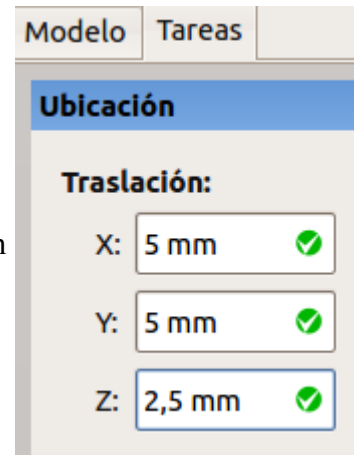 Modelo Tareas
Ubicación
Traslación:
n
X: 5 mm
Y: 5 mm
Z: 2,5 mm